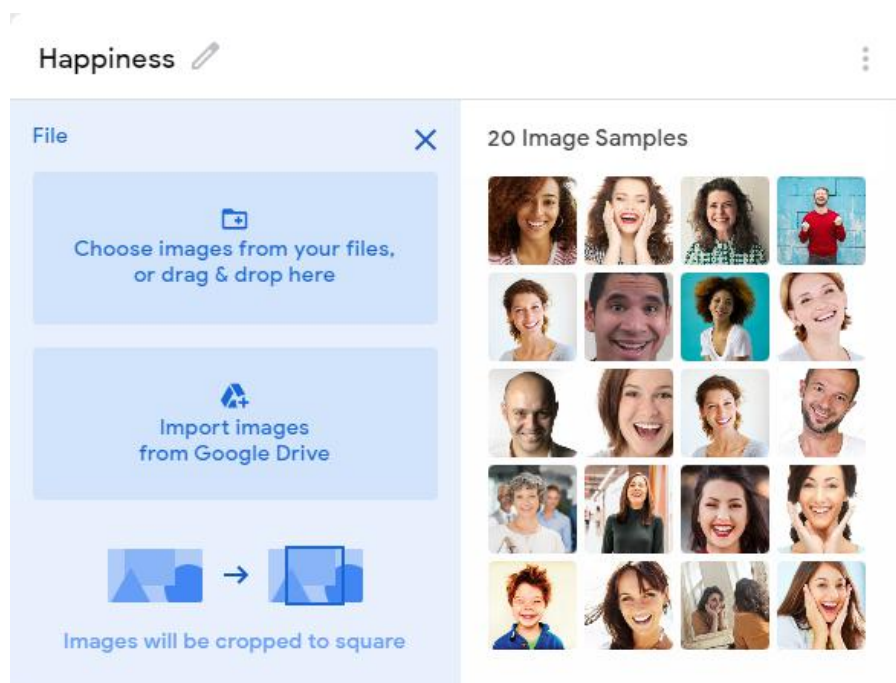 Happiness
File
20 Image Samples
Choose images from your files,
or drag & drop here
Import images
from Google Drive
Images will be cropped to square